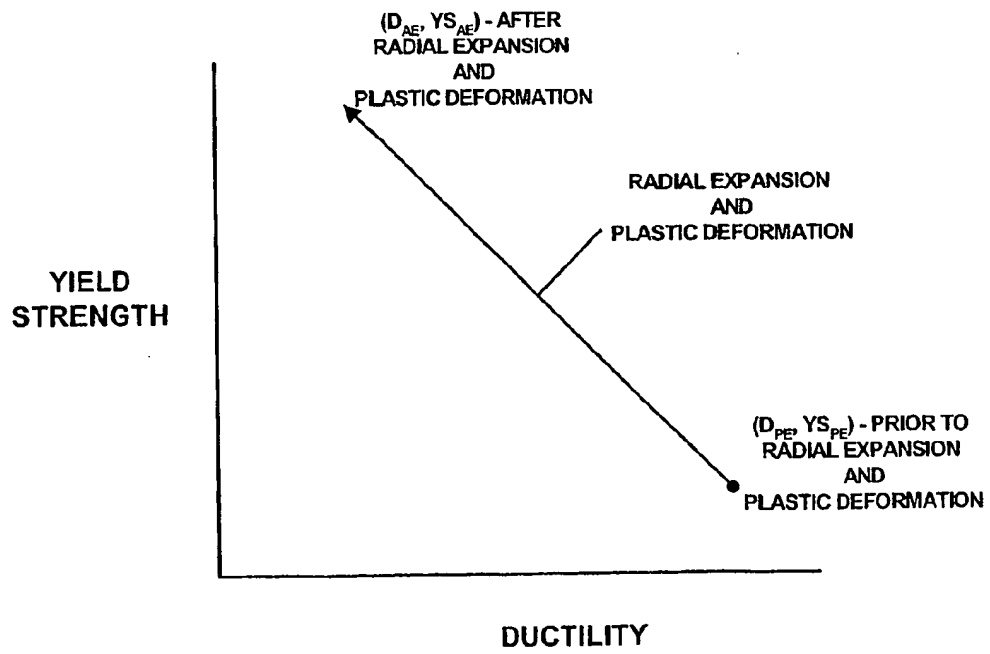 (D_AE, YS_AE) - AFTER
RADIAL EXPANSION
AND
PLASTIC DEFORMATION
RADIAL EXPANSION
AND
PLASTIC DEFORMATION
YIELD
STRENGTH
(D_PE, YS_PE) - PRIOR TO
RADIAL EXPANSION
AND
PLASTIC DEFORMATION
DUCTILITY